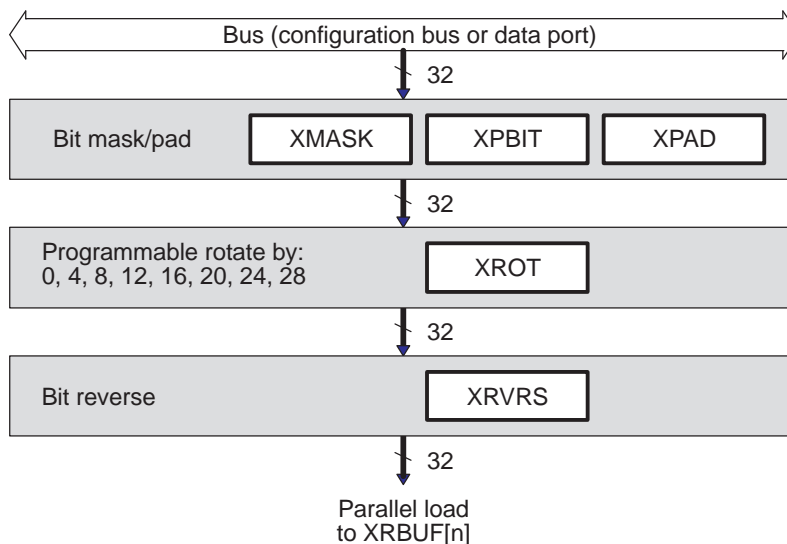 Bus (configuration bus or data port)
32
Bit mask/pad XMASK XPBIT XPAD
32
Programmable rotate by:
0, 4, 8, 12, 16, 20, 24, 28
XROT
32
Bit reverse XRVRS
32
Parallel load
to XRBUF[n]